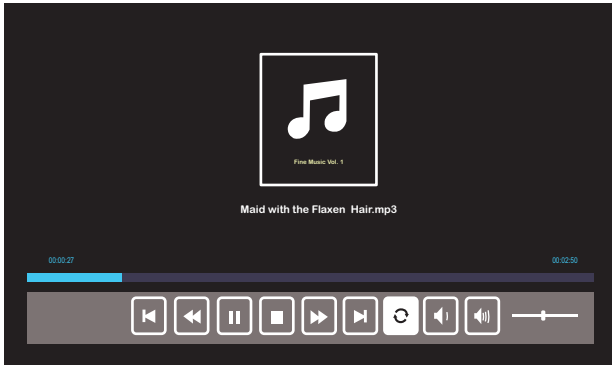 Fine Music Vol. 1
Maid with the Flaxen  Hair.mp3
00:00:27
00:02:50